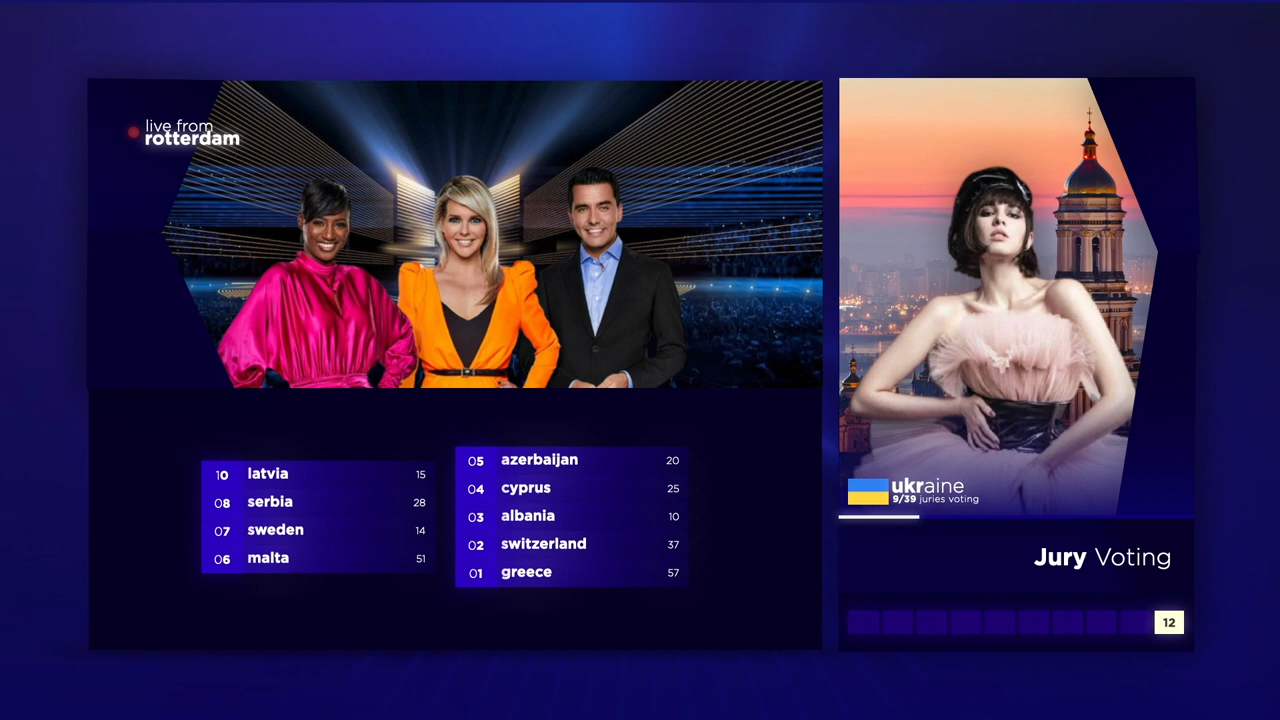 live from
rotterdam
10 latvia 15
08 serbia 28
07 sweden 14
06 malta 51
05 azerbaijan 20
04 cyprus 25
03 albania 10
02 switzerland 37
01 greece 57
ukraine
9/39 juries voting
Jury Voting
12